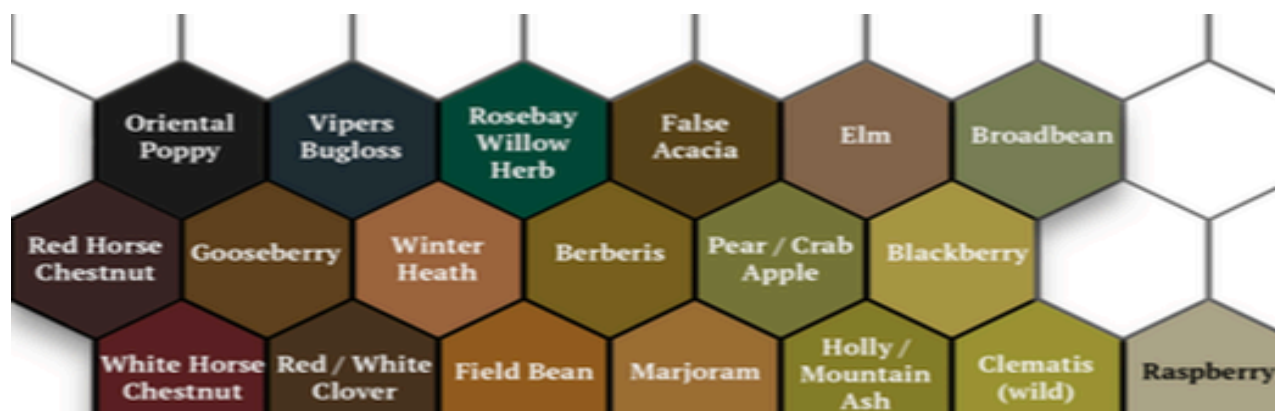 Oriental
Poppy
Vipers
Bugloss
Rosebay
Willow
Herb
False
Acacia
Elm
Broadbean
Red Horse
Chestnut
Gooseberry
Winter
Heath
Berberis
Pear / Crab
Apple
Blackberry
White Horse
Chestnut
Red / White
Clover
Field Bean
Marjoram
Holly /
Mountain
Ash
Clematis
(wild)
Raspberry